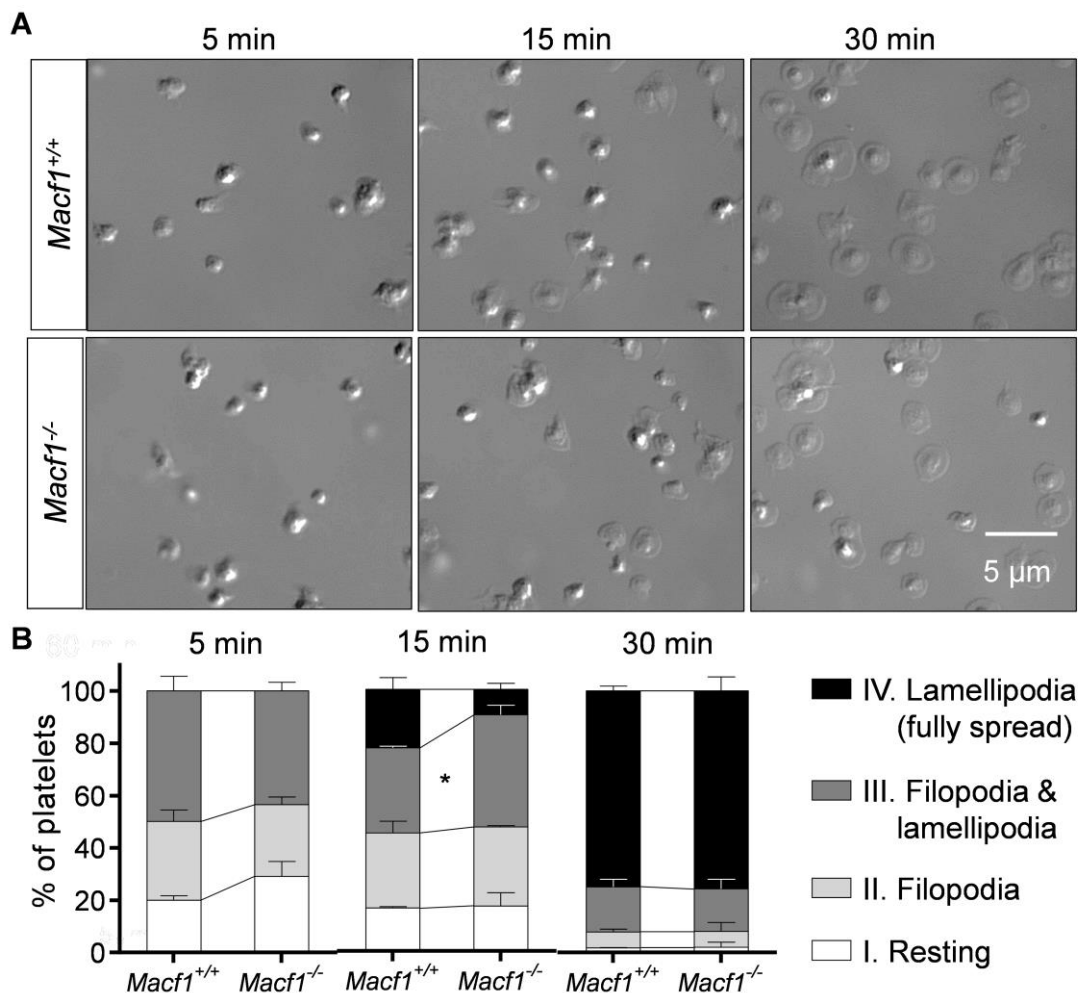 A
5 min 15 min 30 min
Macf1+/+
Macf1-/-
5 µm
B
5 min 15 min 30 min
% of platelets
100
80
60
40
20
0
Macf1+/+ Macf1-/- Macf1+/+ Macf1-/- Macf1+/+ Macf1-/-
IV. Lamellipodia
(fully spread)
III. Filopodia &
lamellipodia
II. Filopodia
I. Resting